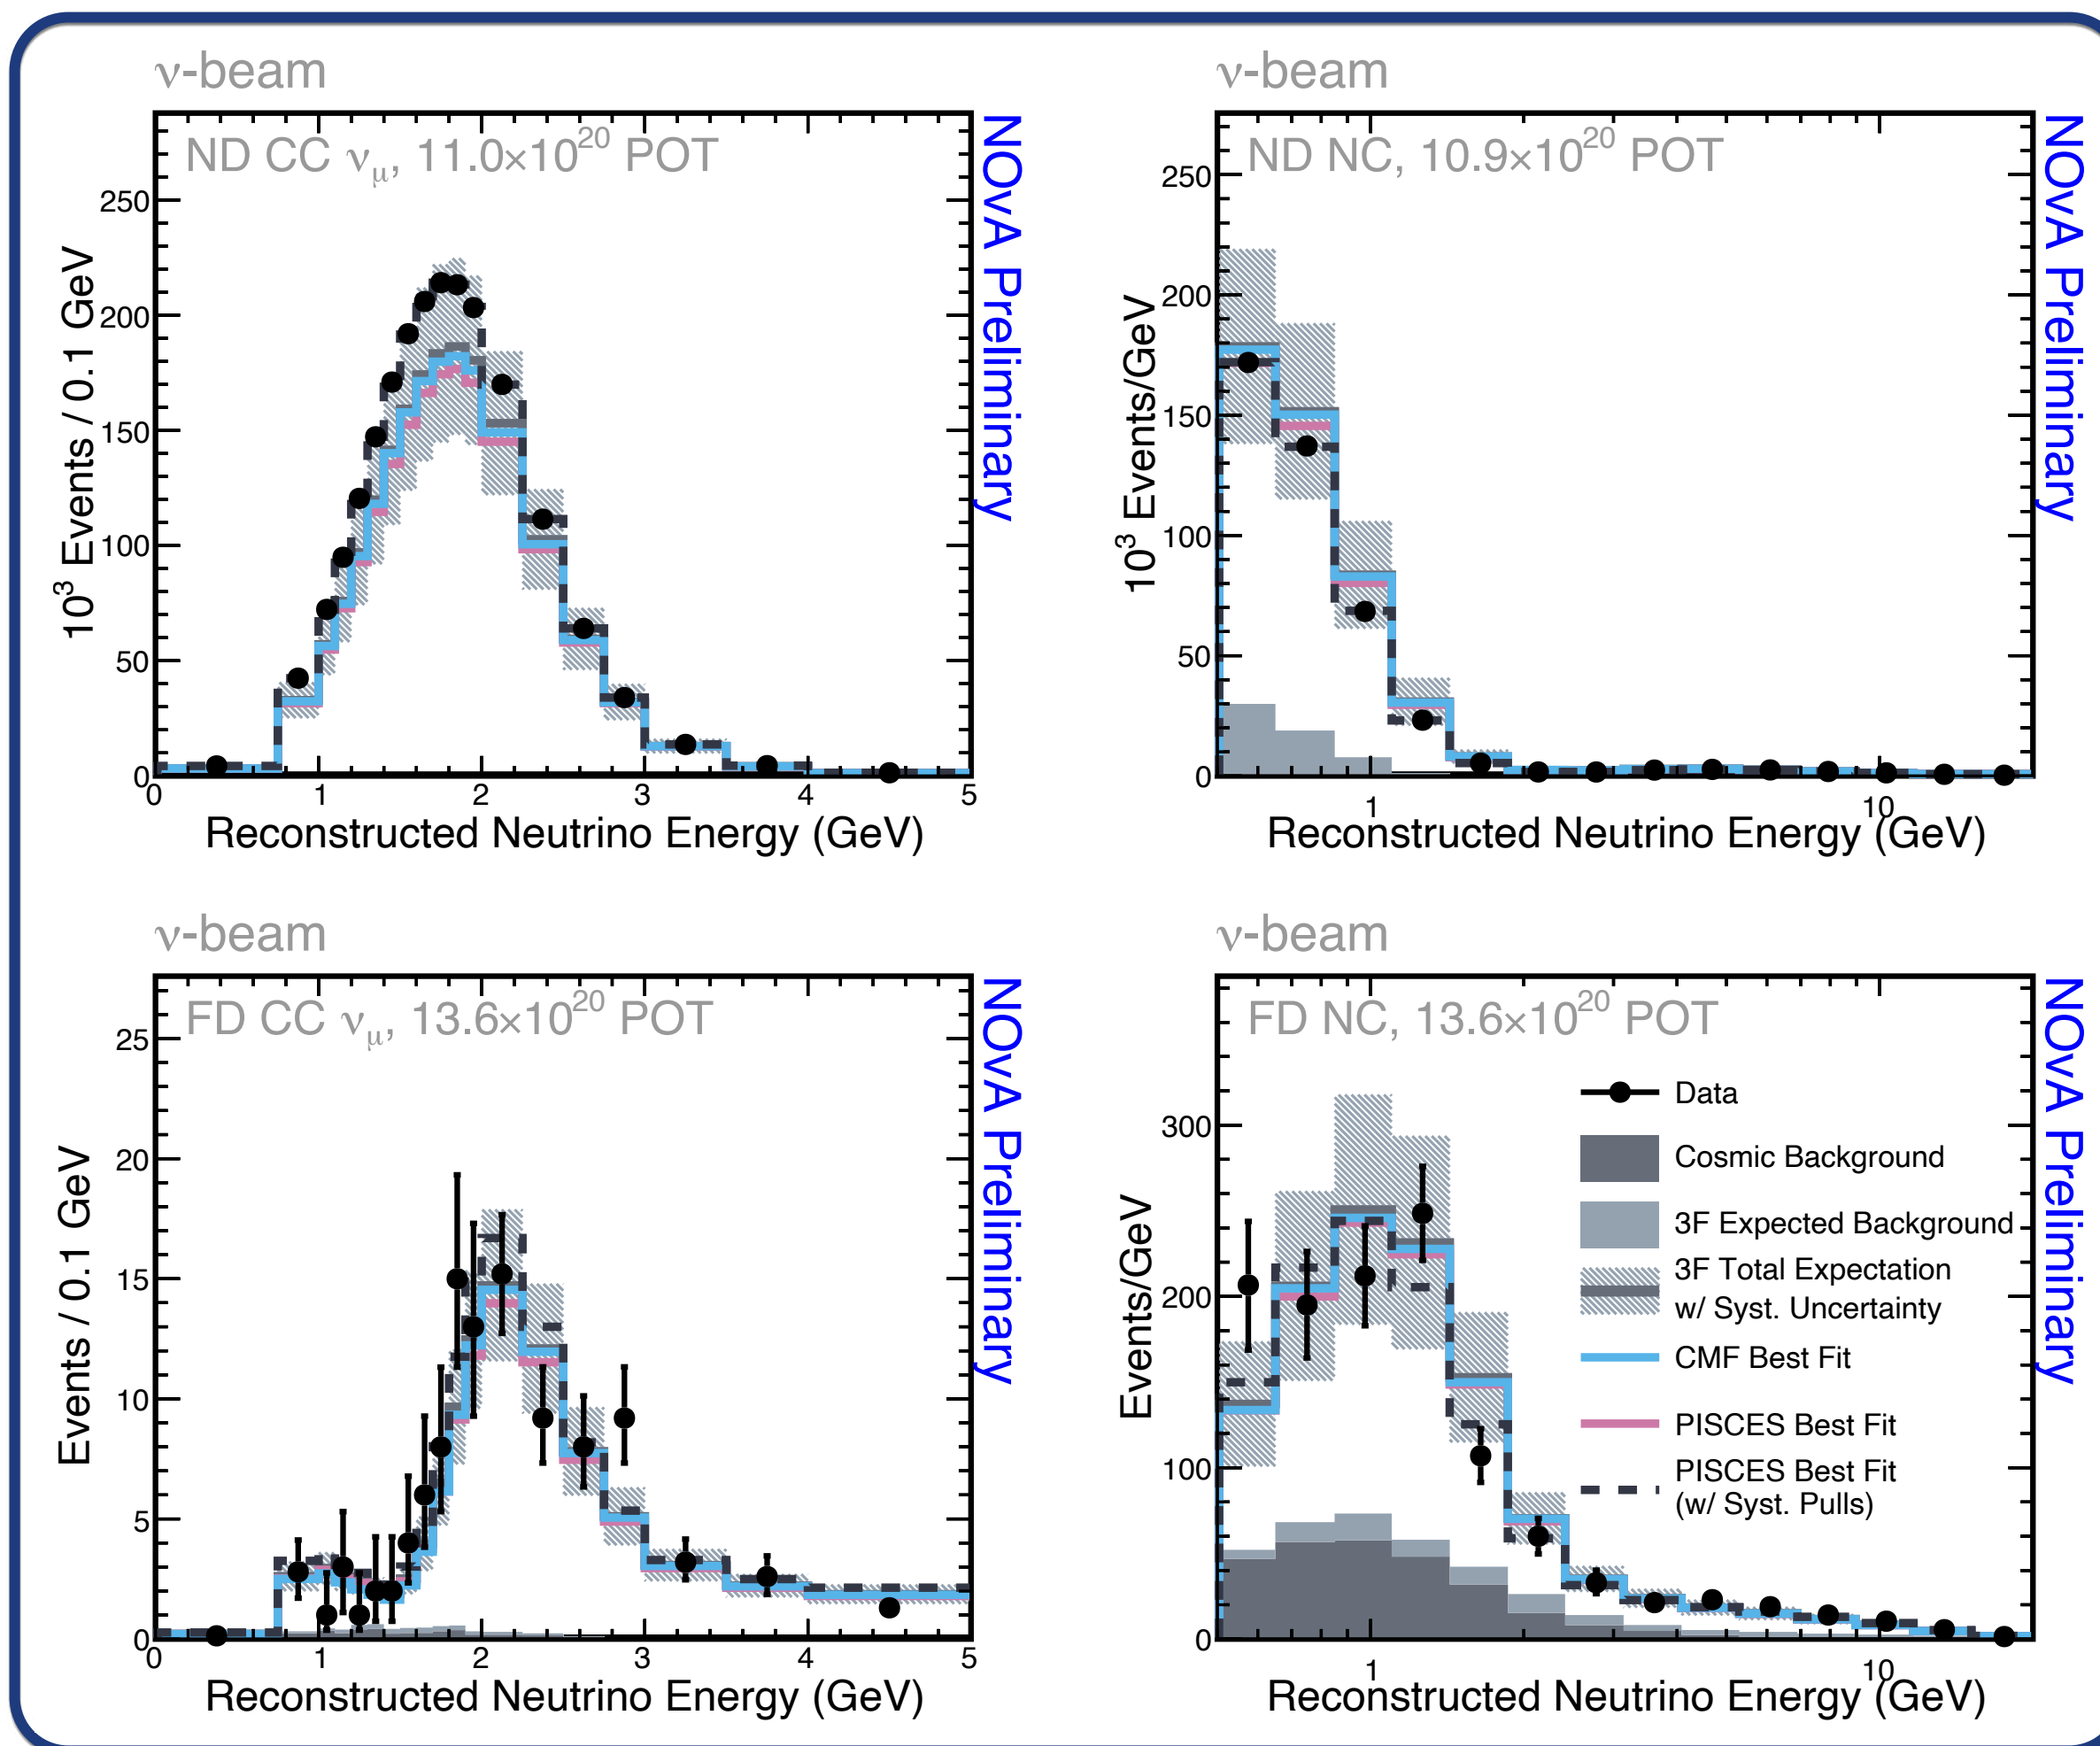 ν-beam
ND CC νμ, 11.0×10^20 POT
NOνA Preliminary
10^3 Events / 0.1 GeV
250
200
150
100
50
0
0 1 2 3 4 5
Reconstructed Neutrino Energy (GeV)
ν-beam
ND NC, 10.9×10^20 POT
NOνA Preliminary
10^3 Events/GeV
250
200
150
100
50
0
1 10
Reconstructed Neutrino Energy (GeV)
ν-beam
FD CC νμ, 13.6×10^20 POT
NOνA Preliminary
Events / 0.1 GeV
25
20
15
10
5
0
0 1 2 3 4 5
Reconstructed Neutrino Energy (GeV)
ν-beam
FD NC, 13.6×10^20 POT
NOνA Preliminary
Events/GeV
300
200
100
0
Data
Cosmic Background
3F Expected Background
3F Total Expectation
w/ Syst. Uncertainty
CMF Best Fit
PISCES Best Fit
PISCES Best Fit
(w/ Syst. Pulls)
1 10
Reconstructed Neutrino Energy (GeV)